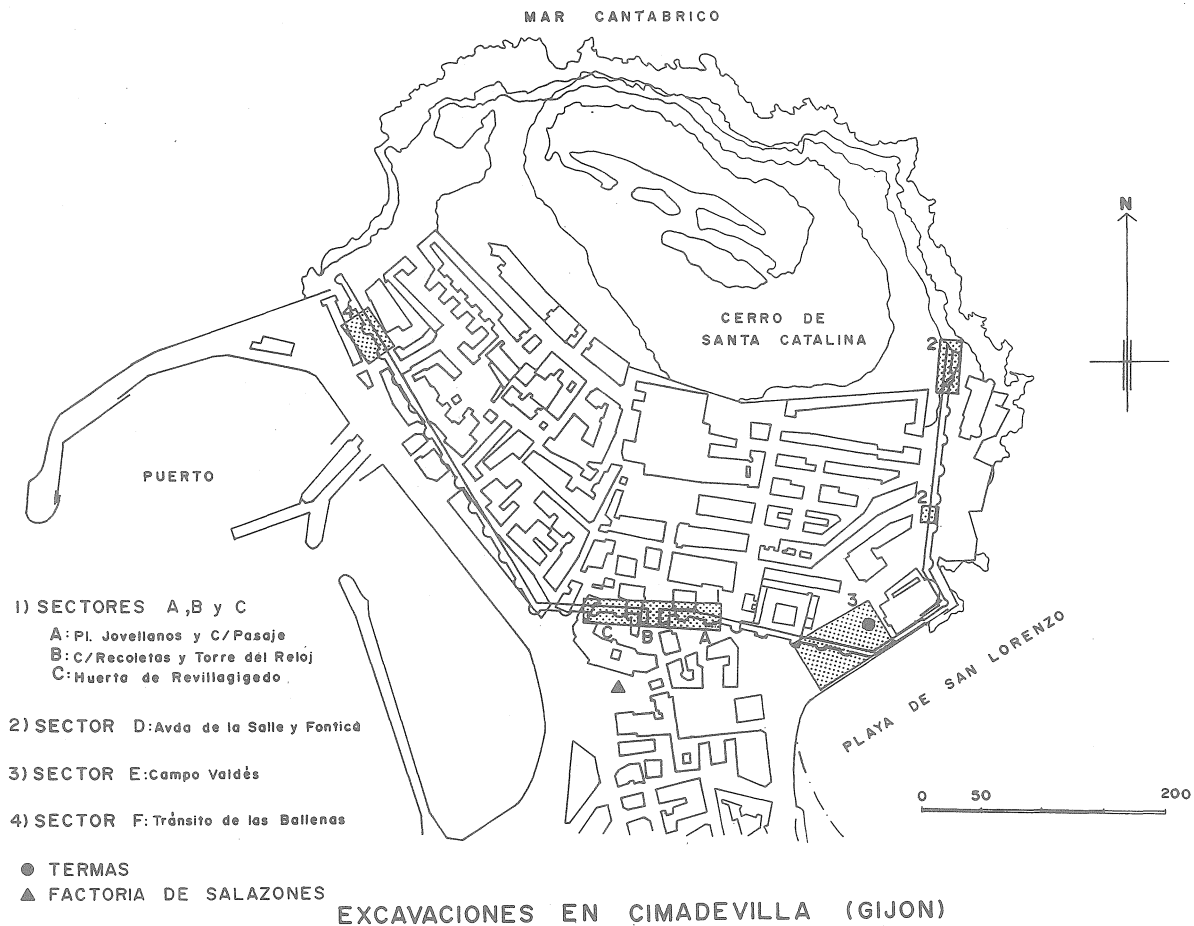 MAR CANTABRICO
N
CERRO DE
SANTA CATALINA
4
2
PUERTO
2
3
C B A
PLAYA DE SAN LORENZO
1) SECTORES A ,B y C
A: Pl. Jovellanos y C/Pasaje
B: C/Recoletas y Torre del Reloj
C: Huerta de Revillagigedo
2) SECTOR D: Avda de la Salle y Fonticá
3) SECTOR E: Campo Valdés
4) SECTOR F: Tránsito de las Ballenas
0 50 200
TERMAS
FACTORIA DE SALAZONES
EXCAVACIONES EN CIMADEVILLA (GIJON)